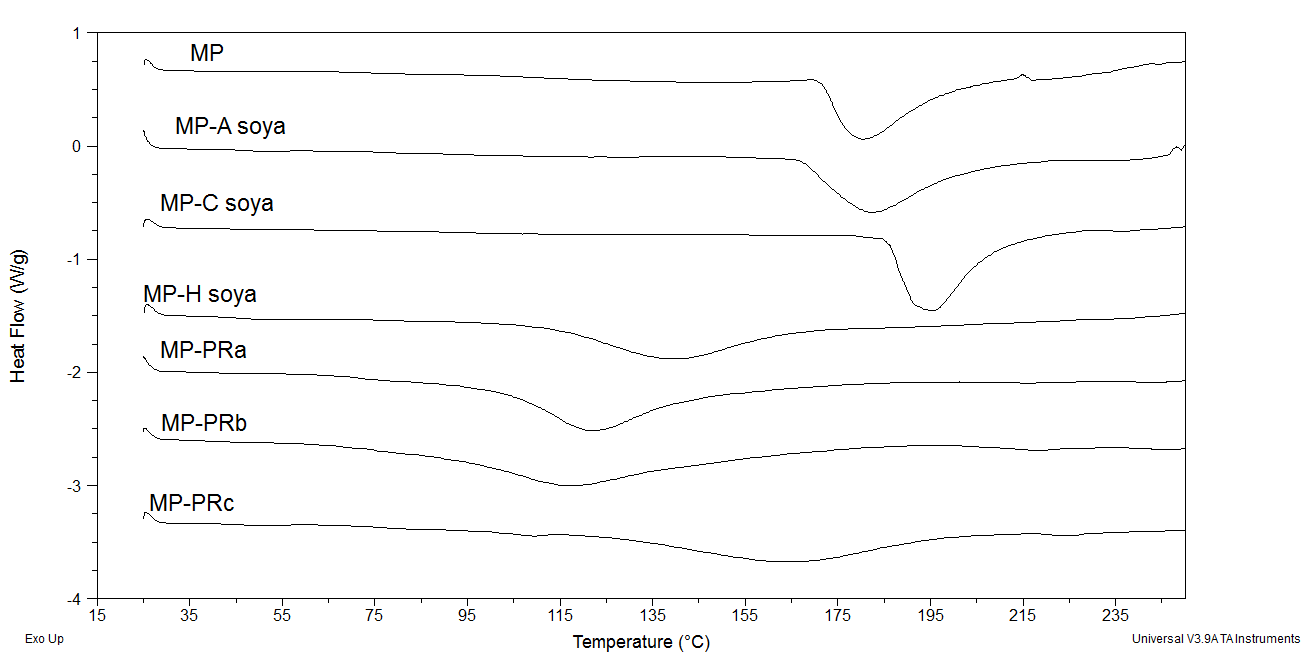 1
MP
MP-A soya
0
MP-C soya
-1
MP-H soya
MP-PRa
-2
MP-PRb
-3
MP-PRc
-4
15 35 55 75 95 115 135 155 175 195 215 235
Heat Flow (W/g)
Exo Up
Temperature (°C)
Universal V3.9A TA Instruments